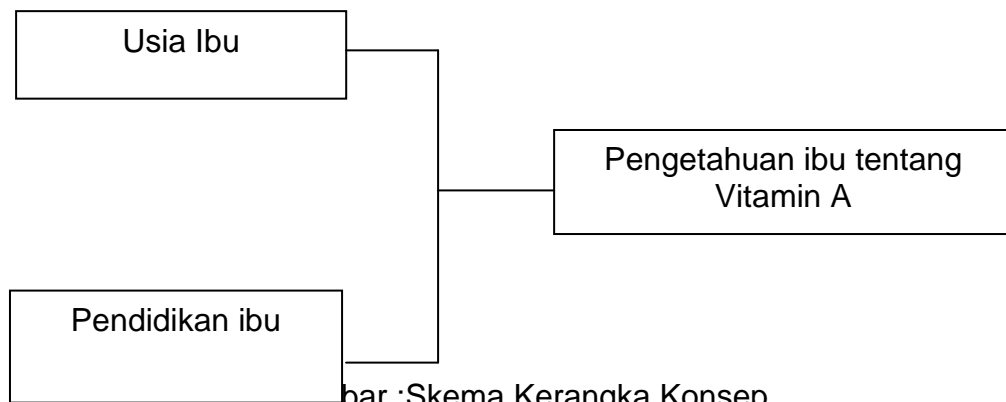 Usia Ibu
Pengetahuan ibu tentang
Vitamin A
Pendidikan ibu
bar :Skema Kerangka Konsep